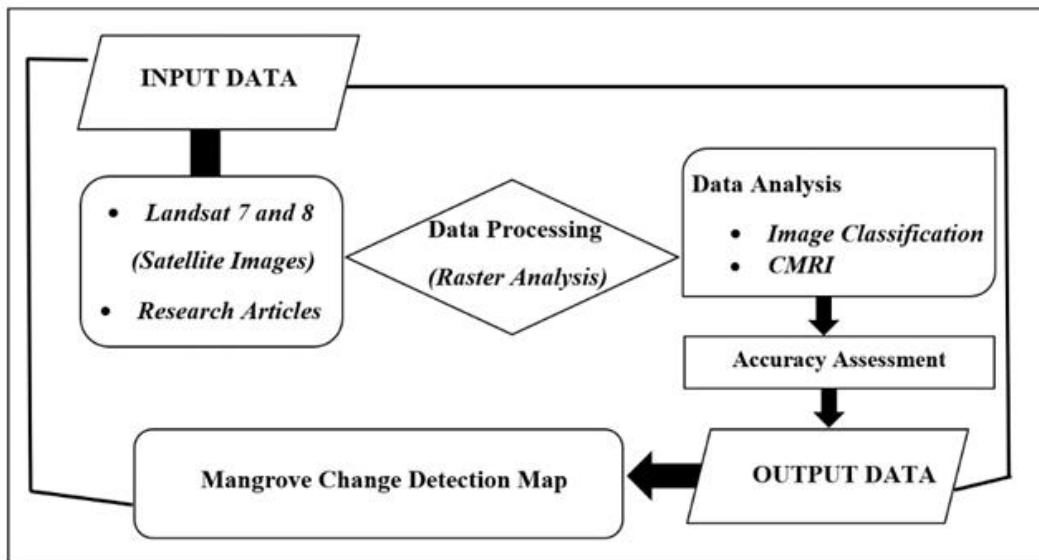 INPUT DATA
• Landsat 7 and 8
(Satellite Images)
• Research Articles
Data Processing
(Raster Analysis)
Data Analysis
• Image Classification
• CMRI
Accuracy Assessment
OUTPUT DATA
Mangrove Change Detection Map